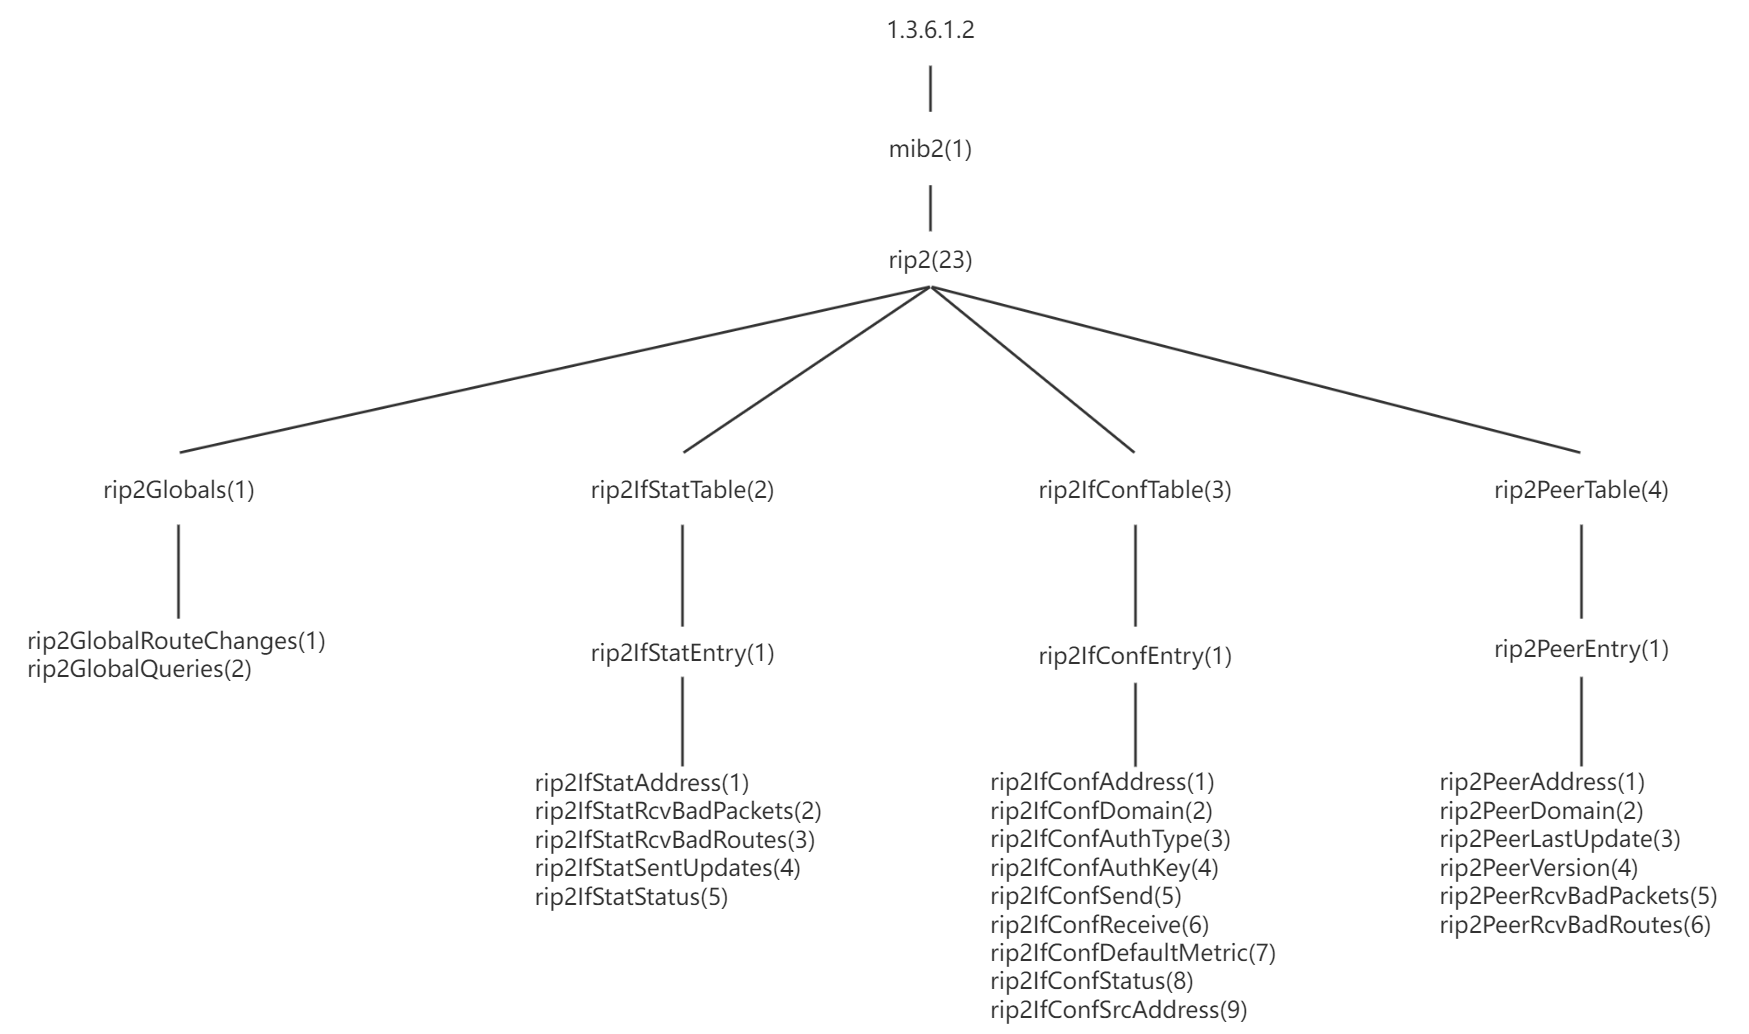 1.3.6.1.2
mib2(1)
rip2(23)
rip2Globals(1)
rip2IfStatTable(2)
rip2IfConfTable(3)
rip2PeerTable(4)
rip2GlobalRouteChanges(1)
rip2GlobalQueries(2)
rip2IfStatEntry(1)
rip2IfConfEntry(1)
rip2PeerEntry(1)
rip2IfStatAddress(1)
rip2IfStatRcvBadPackets(2)
rip2IfStatRcvBadRoutes(3)
rip2IfStatSentUpdates(4)
rip2IfStatStatus(5)
rip2IfConfAddress(1)
rip2IfConfDomain(2)
rip2IfConfAuthType(3)
rip2IfConfAuthKey(4)
rip2IfConfSend(5)
rip2IfConfReceive(6)
rip2IfConfDefaultMetric(7)
rip2IfConfStatus(8)
rip2IfConfSrcAddress(9)
rip2PeerAddress(1)
rip2PeerDomain(2)
rip2PeerLastUpdate(3)
rip2PeerVersion(4)
rip2PeerRcvBadPackets(5)
rip2PeerRcvBadRoutes(6)